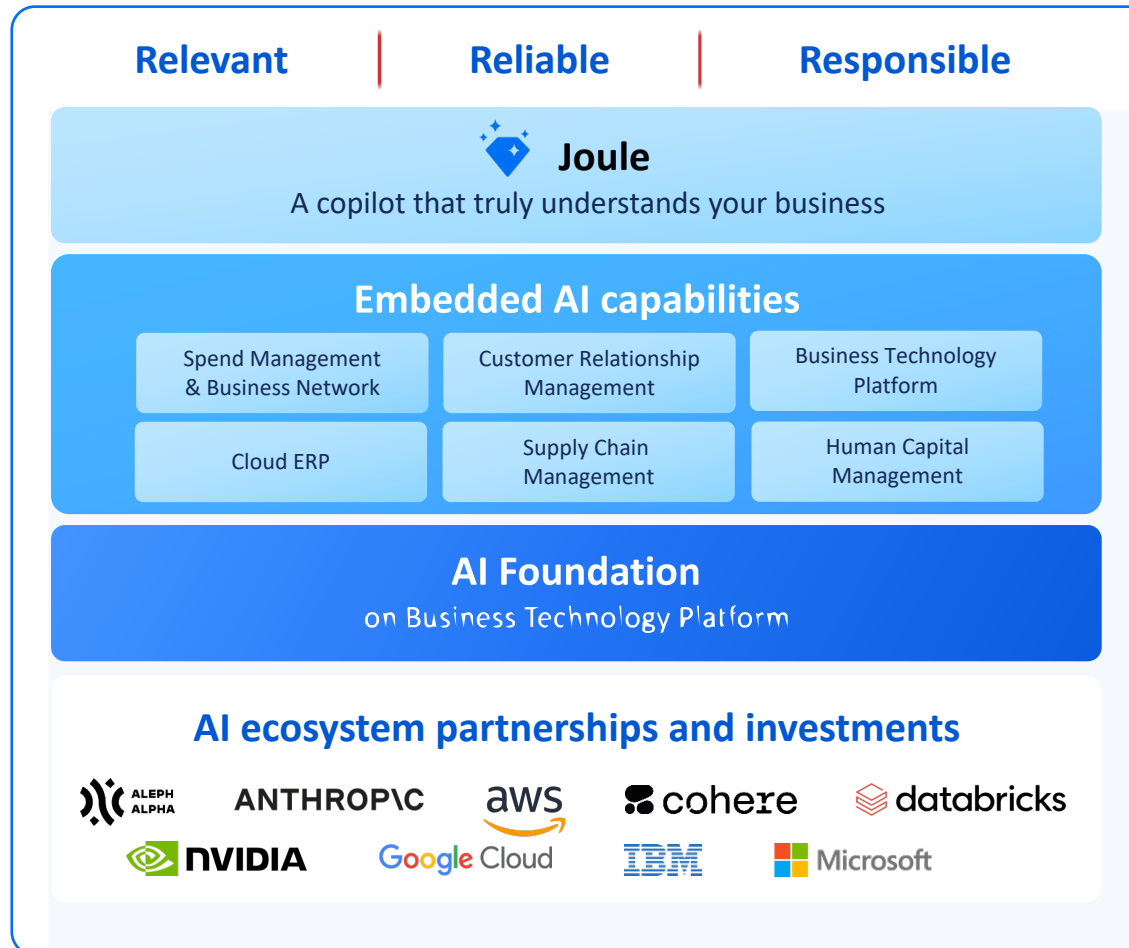 Relevant
Reliable
Responsible
Joule
A copilot that truly understands your business
Embedded AI capabilities
Spend Management
& Business Network
Customer Relationship
Management
Business Technology
Platform
Cloud ERP
Supply Chain
Management
Human Capital
Management
AI Foundation
on Business Technology Platform
AI ecosystem partnerships and investments
ALEPH
ALPHA
ANTHROP\C
aws
cohere
databricks
NVIDIA
Google Cloud
IBM
Microsoft